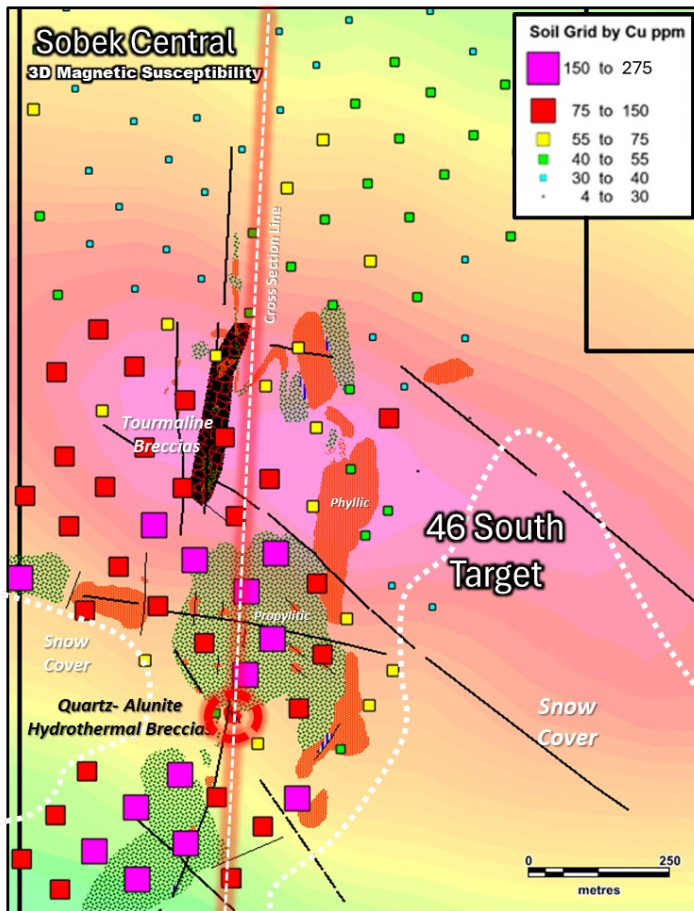 Sobek Central
3D Magnetic Susceptibility
Soil Grid by Cu ppm
150 to 275
75 to 150
55 to 75
40 to 55
30 to 40
4 to 30
Cross Section Line
Tourmaline
Breccias
Phyllic
46 South
Target
Propylitic
Snow
Cover
Quartz- Alunite
Hydrothermal Breccias
Snow
Cover
0 250
metres